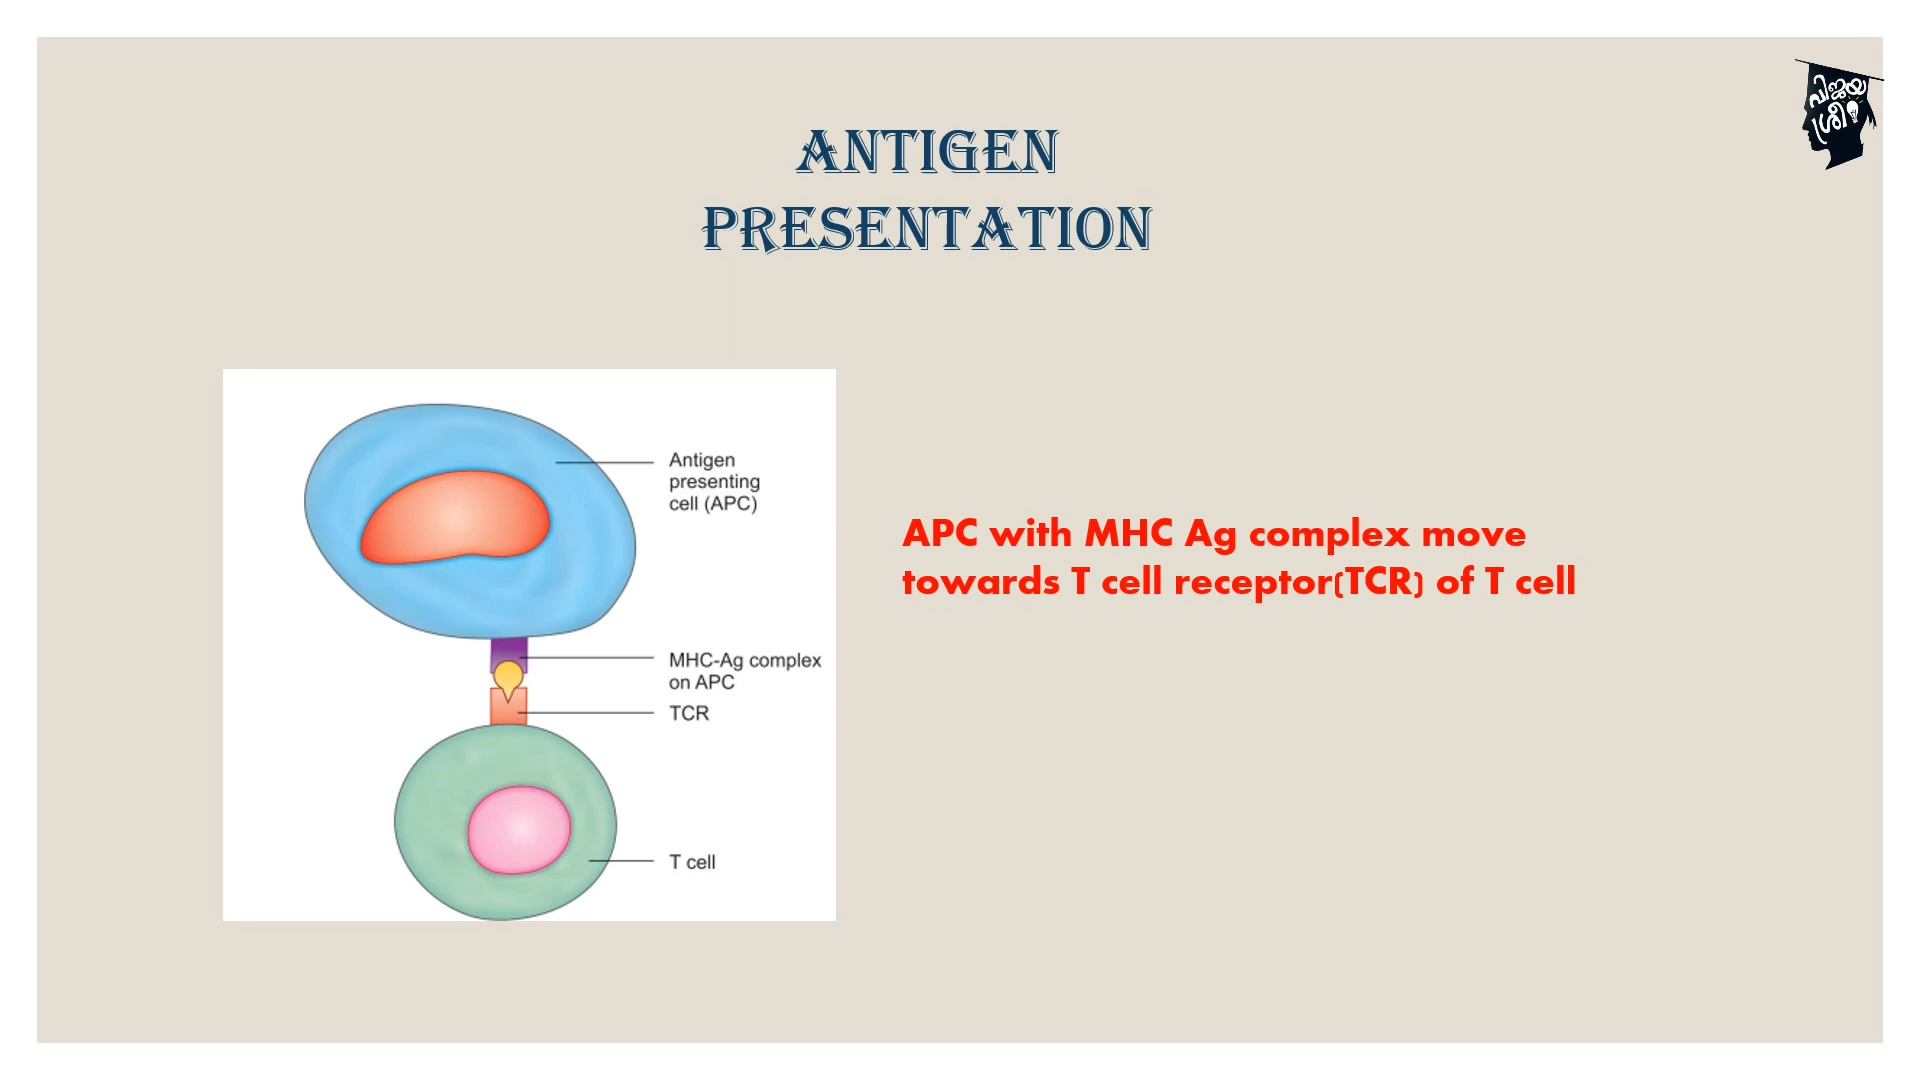 വിജയ
ശ്രീ
ANTIGEN
PRESENTATION
Antigen
presenting
cell (APC)
MHC-Ag complex
on APC
TCR
T cell
APC with MHC Ag complex move
towards T cell receptor(TCR) of T cell